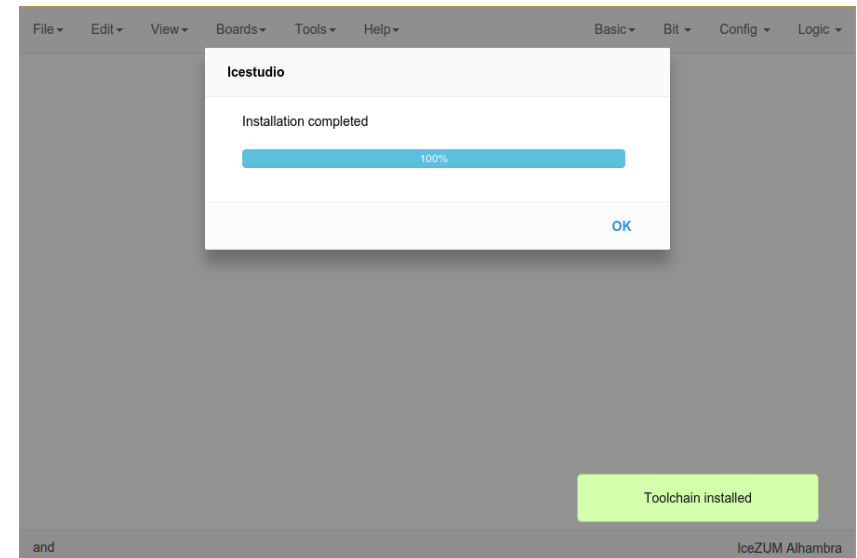 File Edit View Boards Tools Help Basic Bit Config Logic
Icestudio
Installation completed
100%
OK
Toolchain installed
and IceZUM Alhambra